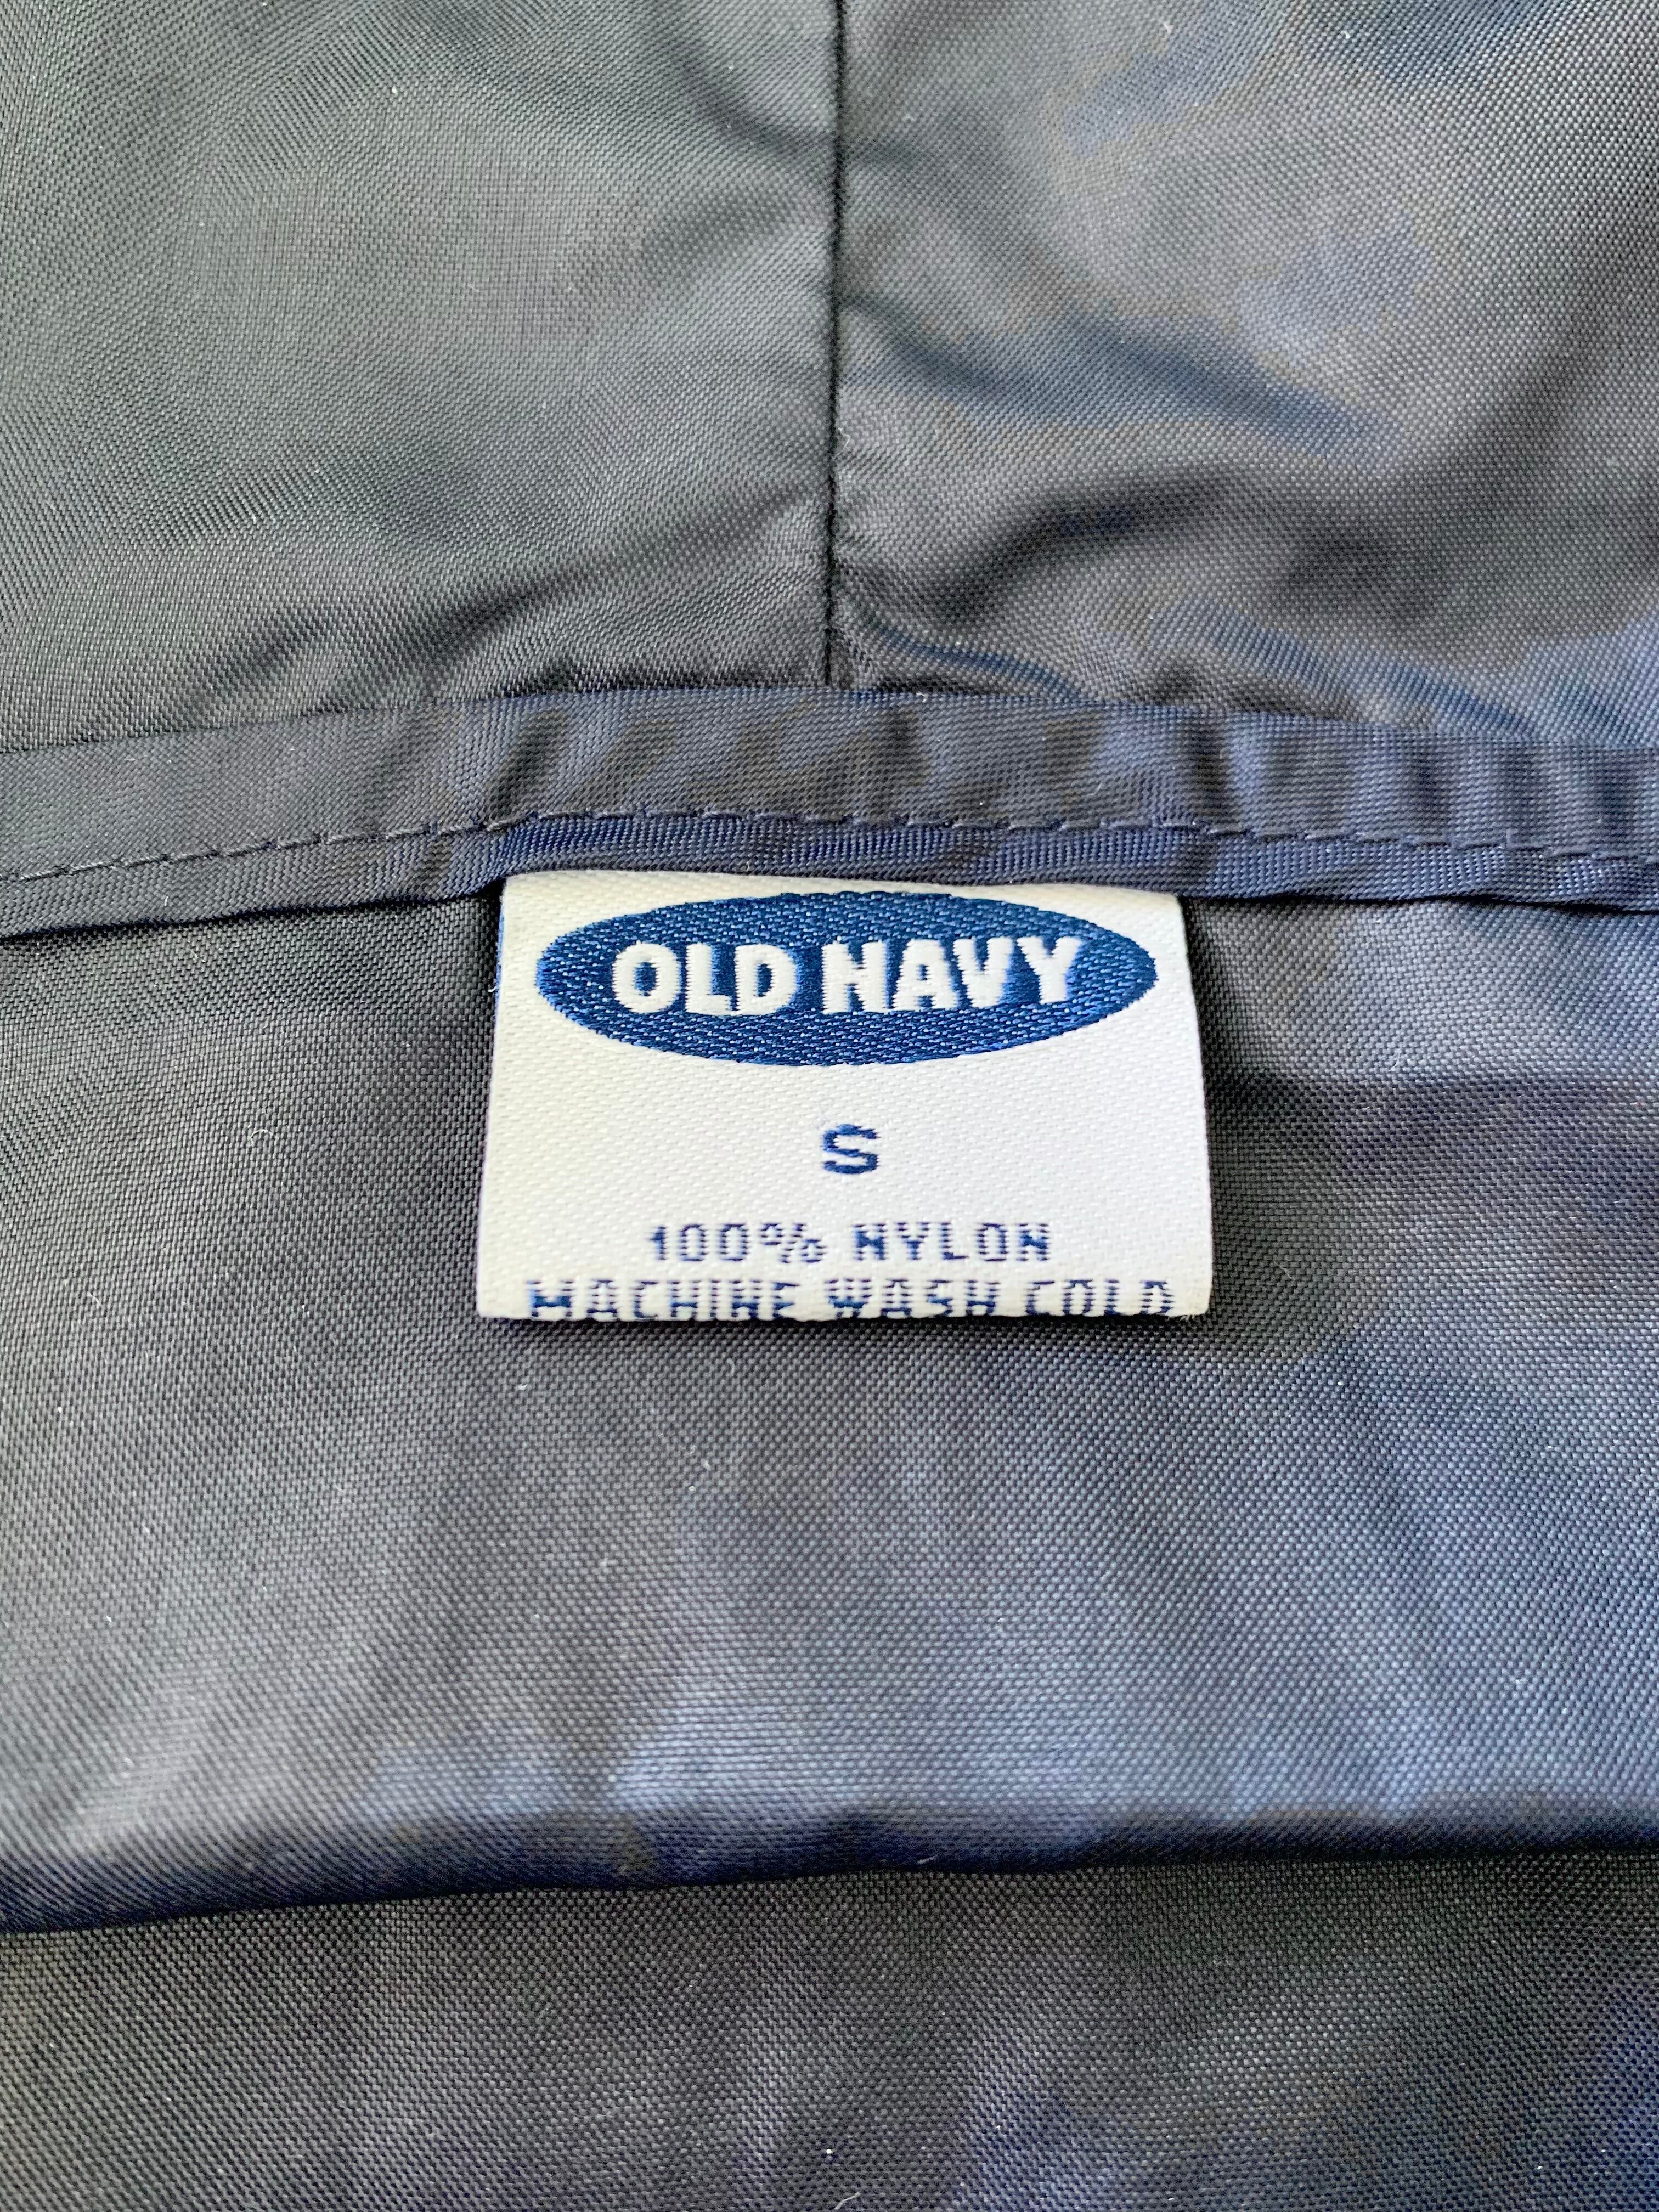 OLD NAVY
S
100% NYLON
MACHINE WASH COLD